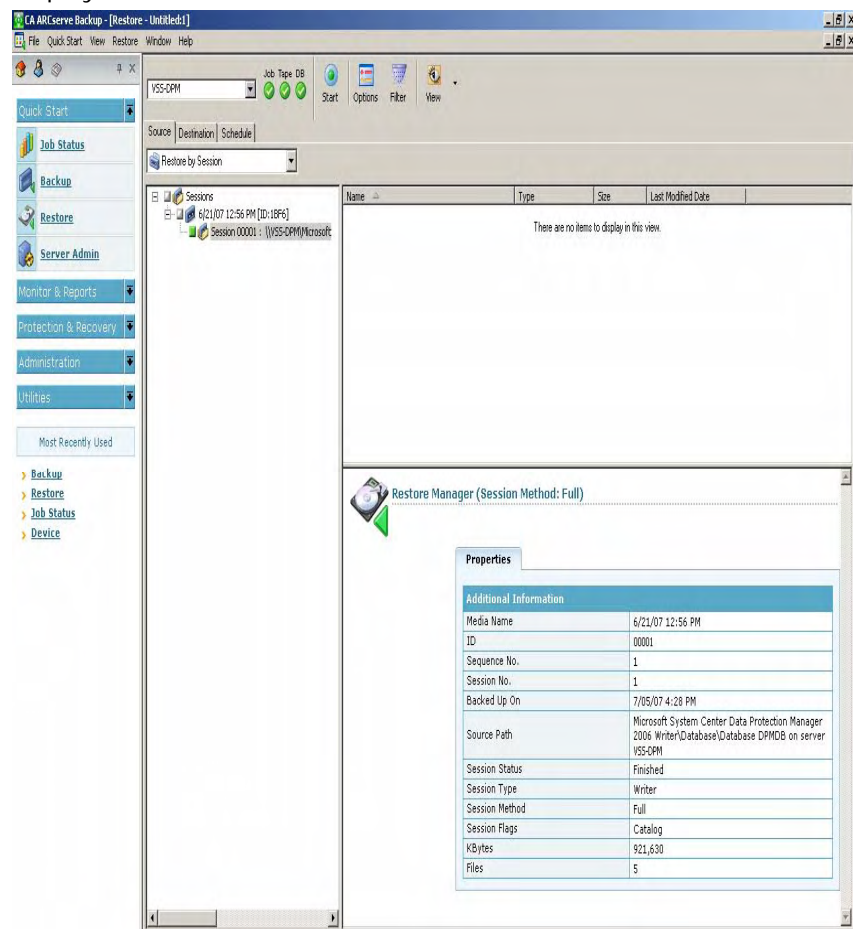 CA ARCserve Backup - [Restore - Untitled:1]
File Quick Start View Restore Window Help
VSS-DPM
Job Tape DB
Start Options Filter View
Quick Start
Job Status
Backup
Restore
Server Admin
Monitor & Reports
Protection & Recovery
Administration
Utilities
Most Recently Used
Backup
Restore
Job Status
Device
Source Destination Schedule
Restore by Session
Sessions
6/21/07 12:56 PM [ID:1BF6]
Session 00001 : \\VSS-DPM\Microsoft
Name Type Size Last Modified Date
There are no items to display in this view.
Restore Manager (Session Method: Full)
Properties
Additional Information
Media Name 6/21/07 12:56 PM
ID 00001
Sequence No. 1
Session No. 1
Backed Up On 7/05/07 4:28 PM
Source Path Microsoft System Center Data Protection Manager
2006 Writer\Database\Database DPMDB on server
VSS-DPM
Session Status Finished
Session Type Writer
Session Method Full
Session Flags Catalog
KBytes 921,630
Files 5